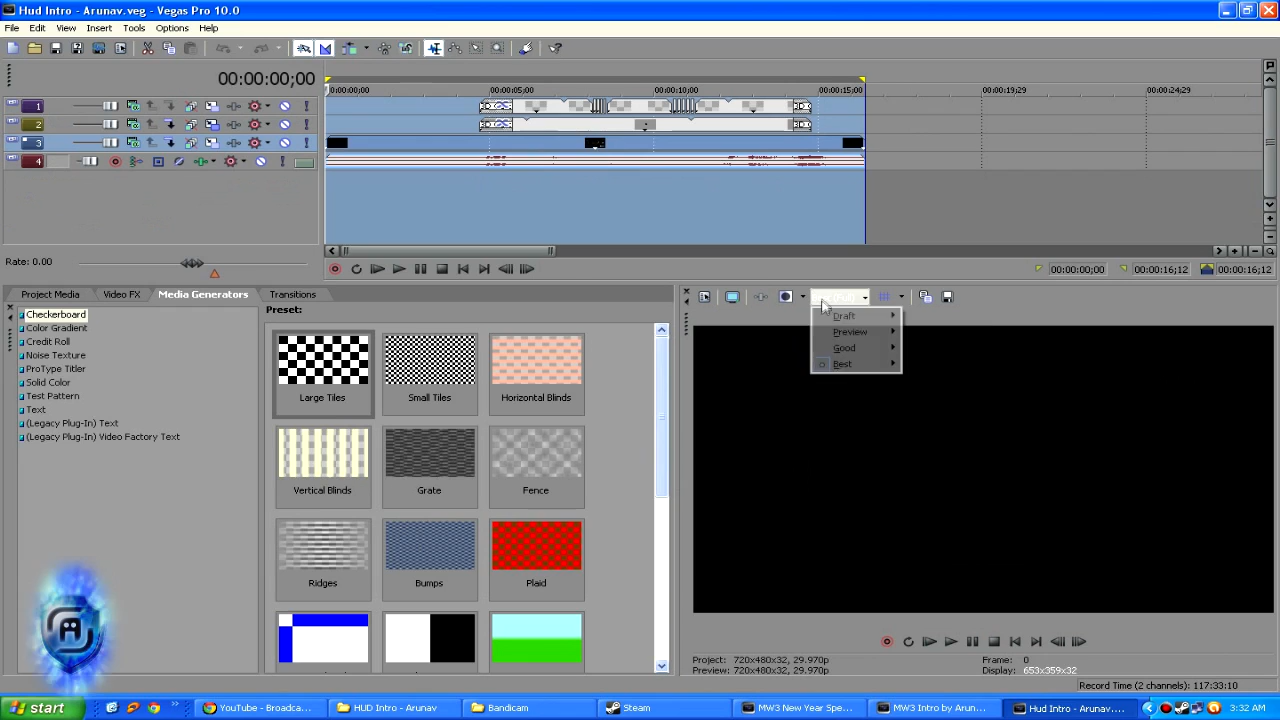 Hud Intro - Arunav.veg - Vegas Pro 10.0
File Edit View Insert Tools Options Help
00:00:00;00
0:00:00;00 00:00:05;00 00:00:10;00 00:00:15;00 00:00:19;29 00:00:24;29
1
2
3
4
Rate: 0.00
00:00:00;00 00:00:16;12 00:00:16;12
Project Media Video FX Media Generators Transitions
Checkerboard
Color Gradient
Credit Roll
Noise Texture
ProType Titler
Solid Color
Test Pattern
Text
(Legacy Plug-In) Text
(Legacy Plug-In) Video Factory Text
Preset:
Large Tiles Small Tiles Horizontal Blinds
Vertical Blinds Grate Fence
Ridges Bumps Plaid
Draft
Preview
Good
Best
Project: 720x480x32, 29.970p
Preview: 720x480x32, 29.970p
Frame: 0
Display: 653x359x32
Record Time (2 channels): 117:33:10
start YouTube - Broadca... HUD Intro - Arunav Bandicam Steam MW3 New Year Spe... MW3 Intro by Arun... Hud Intro - Arunav.... 3:32 AM